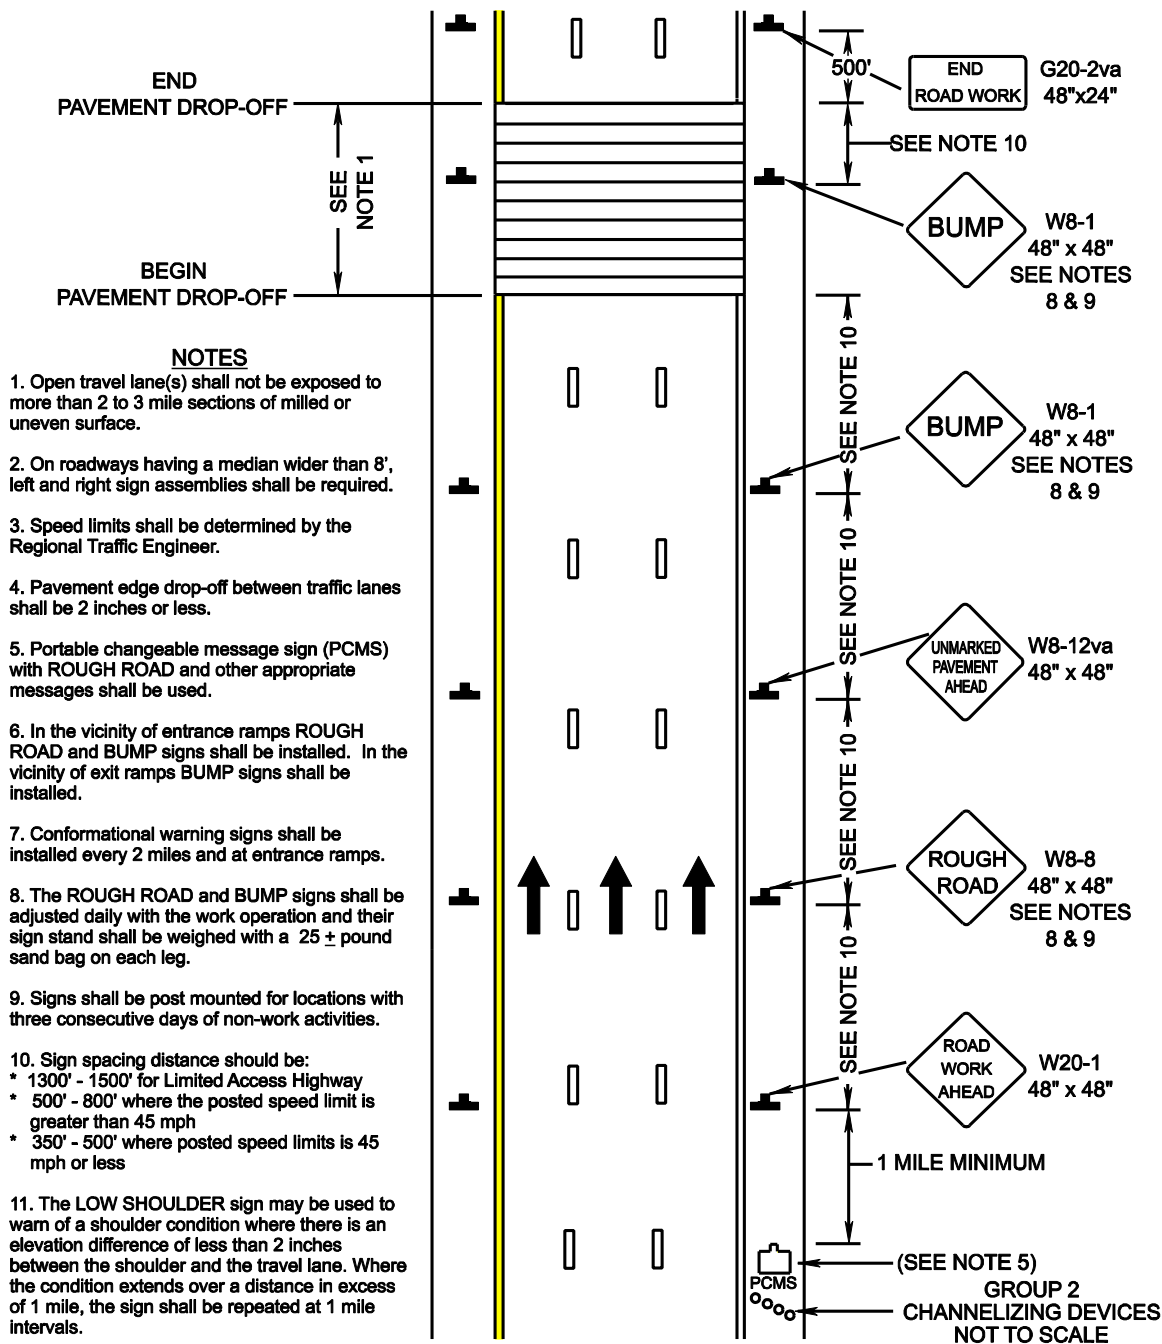 END
PAVEMENT DROP-OFF
SEE
NOTE 1
BEGIN
PAVEMENT DROP-OFF
NOTES
1. Open travel lane(s) shall not be exposed to
more than 2 to 3 mile sections of milled or
uneven surface.
2. On roadways having a median wider than 8',
left and right sign assemblies shall be required.
3. Speed limits shall be determined by the
Regional Traffic Engineer.
4. Pavement edge drop-off between traffic lanes
shall be 2 inches or less.
5. Portable changeable message sign (PCMS)
with ROUGH ROAD and other appropriate
messages shall be used.
6. In the vicinity of entrance ramps ROUGH
ROAD and BUMP signs shall be installed. In the
vicinity of exit ramps BUMP signs shall be
installed.
7. Conformational warning signs shall be
installed every 2 miles and at entrance ramps.
8. The ROUGH ROAD and BUMP signs shall be
adjusted daily with the work operation and their
sign stand shall be weighed with a 25 ± pound
sand bag on each leg.
9. Signs shall be post mounted for locations with
three consecutive days of non-work activities.
10. Sign spacing distance should be:
* 1300' - 1500' for Limited Access Highway
* 500' - 800' where the posted speed limit is
greater than 45 mph
* 350' - 500' where posted speed limits is 45
mph or less
11. The LOW SHOULDER sign may be used to
warn of a shoulder condition where there is an
elevation difference of less than 2 inches
between the shoulder and the travel lane. Where
the condition extends over a distance in excess
of 1 mile, the sign shall be repeated at 1 mile
intervals.
500'
END
ROAD WORK
G20-2va
48"x24"
SEE NOTE 10
BUMP
W8-1
48" x 48"
SEE NOTES
8 & 9
SEE NOTE 10
BUMP
W8-1
48" x 48"
SEE NOTES
8 & 9
SEE NOTE 10
UNMARKED
PAVEMENT
AHEAD
W8-12va
48" x 48"
SEE NOTE 10
ROUGH
ROAD
W8-8
48" x 48"
SEE NOTES
8 & 9
SEE NOTE 10
ROAD
WORK
AHEAD
W20-1
48" x 48"
1 MILE MINIMUM
PCMS
(SEE NOTE 5)
GROUP 2
CHANNELIZING DEVICES
NOT TO SCALE